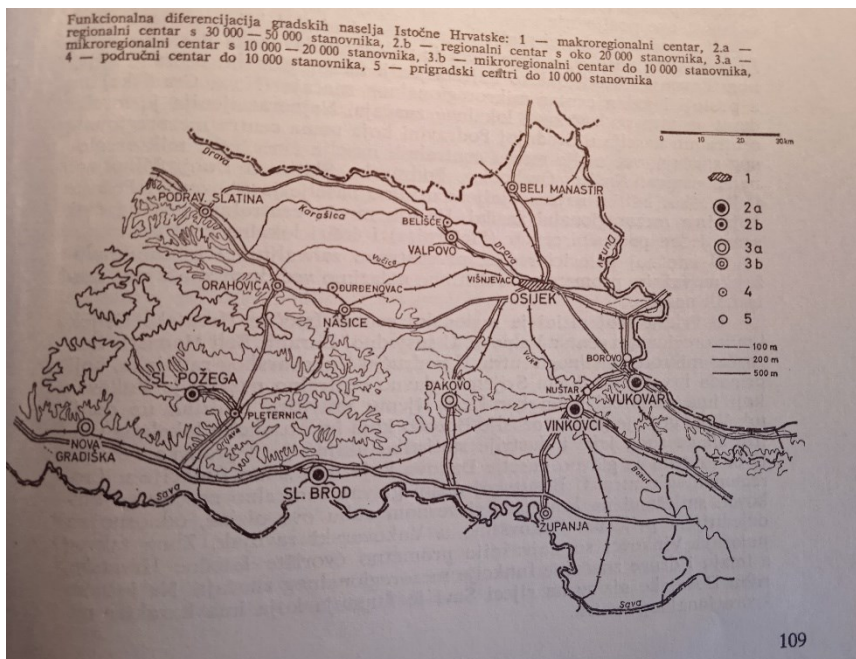 Funkcionalna diferencijacija gradskih naselja Istočne Hrvatske: 1 — makroregionalni centar, 2.a —
regionalni centar s 30 000 — 50 000 stanovnika, 2.b — regionalni centar s oko 20 000 stanovnika, 3.a —
mikroregionalni centar s 10 000 — 20 000 stanovnika, 3.b — mikroregionalni centar do 10 000 stanovnika,
4 — područni centar do 10 000 stanovnika, 5 — prigradski centri do 10 000 stanovnika
0 10 20 30km
Drava
Dunav
BELI MANASTIR
1
PODRAV. SLATINA
2a
2b
Karašica
BELIŠĆE
Drava
VALPOVO
3a
3b
Vučica
VIŠNJEVAC
ORAHOVICA
ĐURĐENOVAC
OSIJEK
4
NAŠICE
5
100 m
200 m
500 m
Vuka
BOROVO
SL. POŽEGA
ĐAKOVO
NUŠTAR
VUKOVAR
PLETERNICA
VINKOVCI
NOVA
GRADIŠKA
Orljava
Bosut
SL. BROD
Sava
ŽUPANJA
Sava
109